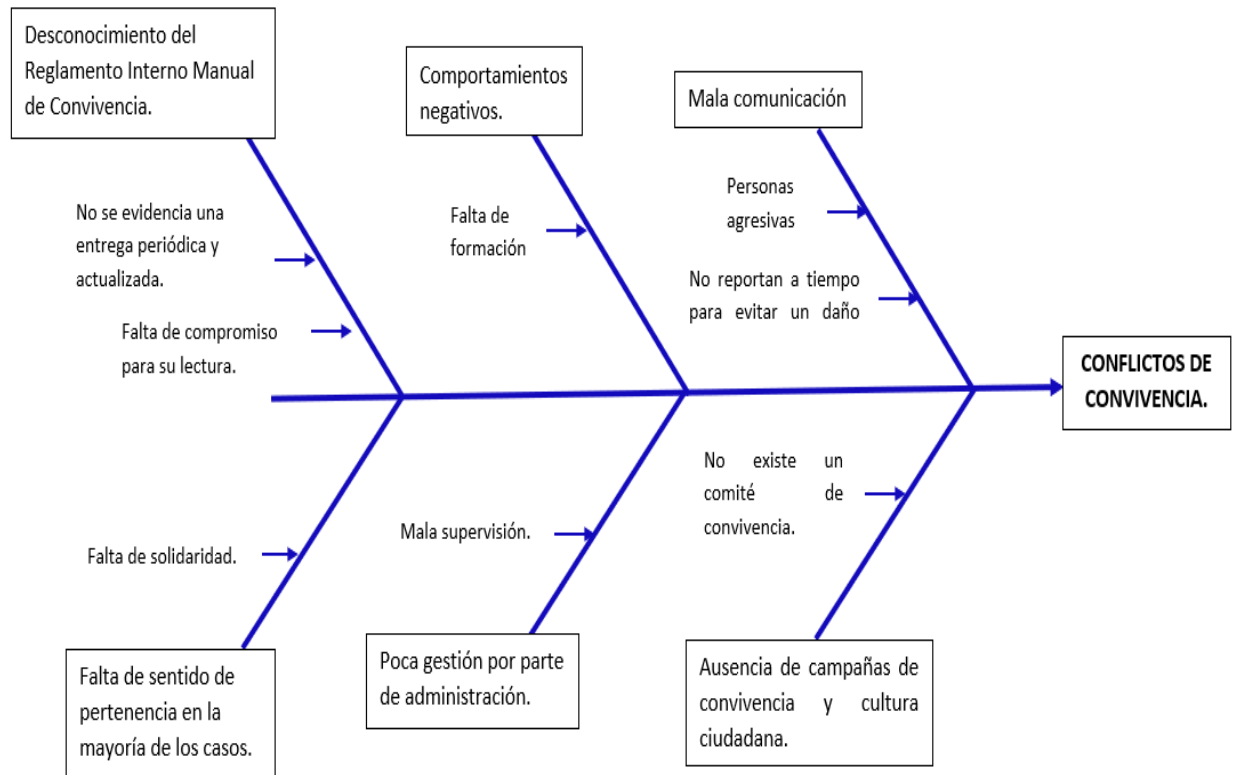 Desconocimiento del
Reglamento Interno Manual
de Convivencia.
Comportamientos
negativos.
Mala comunicación
No se evidencia una
entrega periódica y
actualizada.
Falta de compromiso
para su lectura.
Falta de
formación
Personas
agresivas
No reportan a tiempo
para evitar un daño
CONFLICTOS DE
CONVIVENCIA.
Falta de solidaridad.
Mala supervisión.
No existe un
comité de
convivencia.
Falta de sentido de
pertenencia en la
mayoría de los casos.
Poca gestión por parte
de administración.
Ausencia de campañas de
convivencia y cultura
ciudadana.